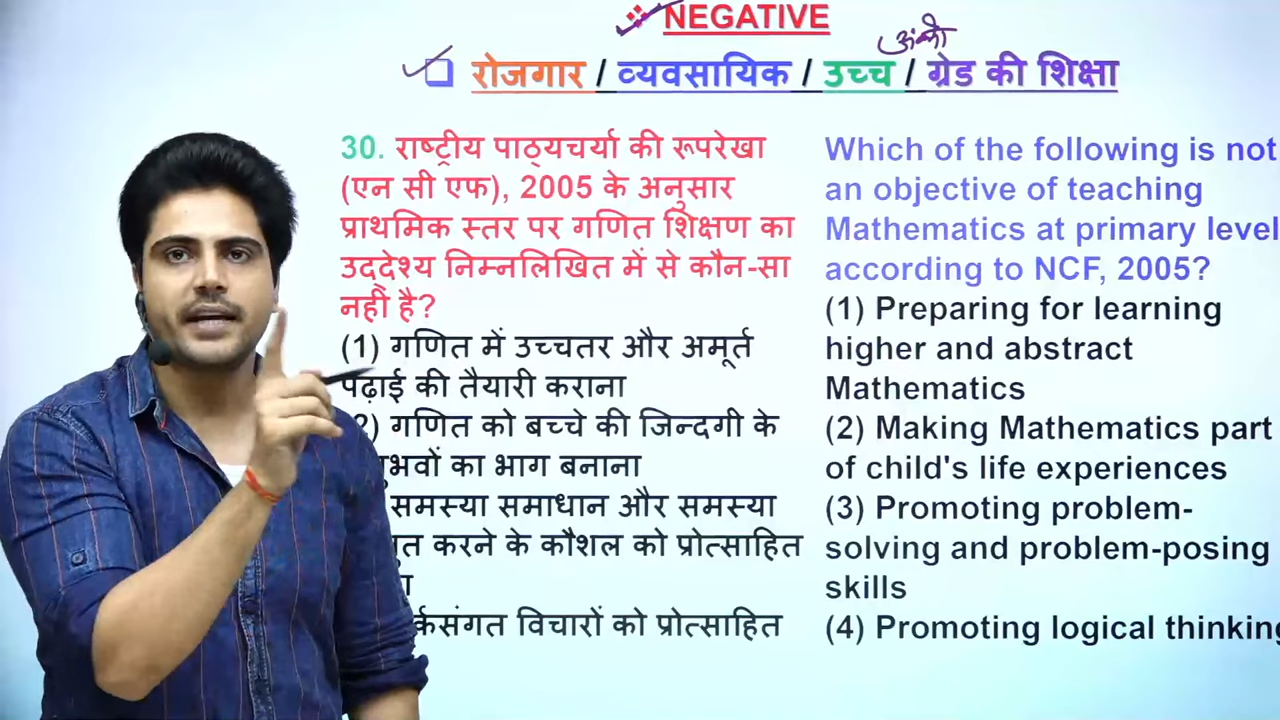 NEGATIVE
अंको
रोजगार / व्यवसायिक / उच्च / ग्रेड की शिक्षा
30. राष्ट्रीय पाठ्यचर्या की रूपरेखा
(एन सी एफ), 2005 के अनुसार
प्राथमिक स्तर पर गणित शिक्षण का
उद्देश्य निम्नलिखित में से कौन-सा
नहीं है?
(1) गणित में उच्चतर और अमूर्त
पढ़ाई की तैयारी कराना
2) गणित को बच्चे की जिन्दगी के
का भाग बनाना
समस्या समाधान और समस्या
करने के कौशल को प्रोत्साहित
विचारों को प्रोत्साहित
Which of the following is not
an objective of teaching
Mathematics at primary level
according to NCF, 2005?
(1) Preparing for learning
higher and abstract
Mathematics
(2) Making Mathematics part
of child's life experiences
(3) Promoting problem-
solving and problem-posing
skills
(4) Promoting logical thinking